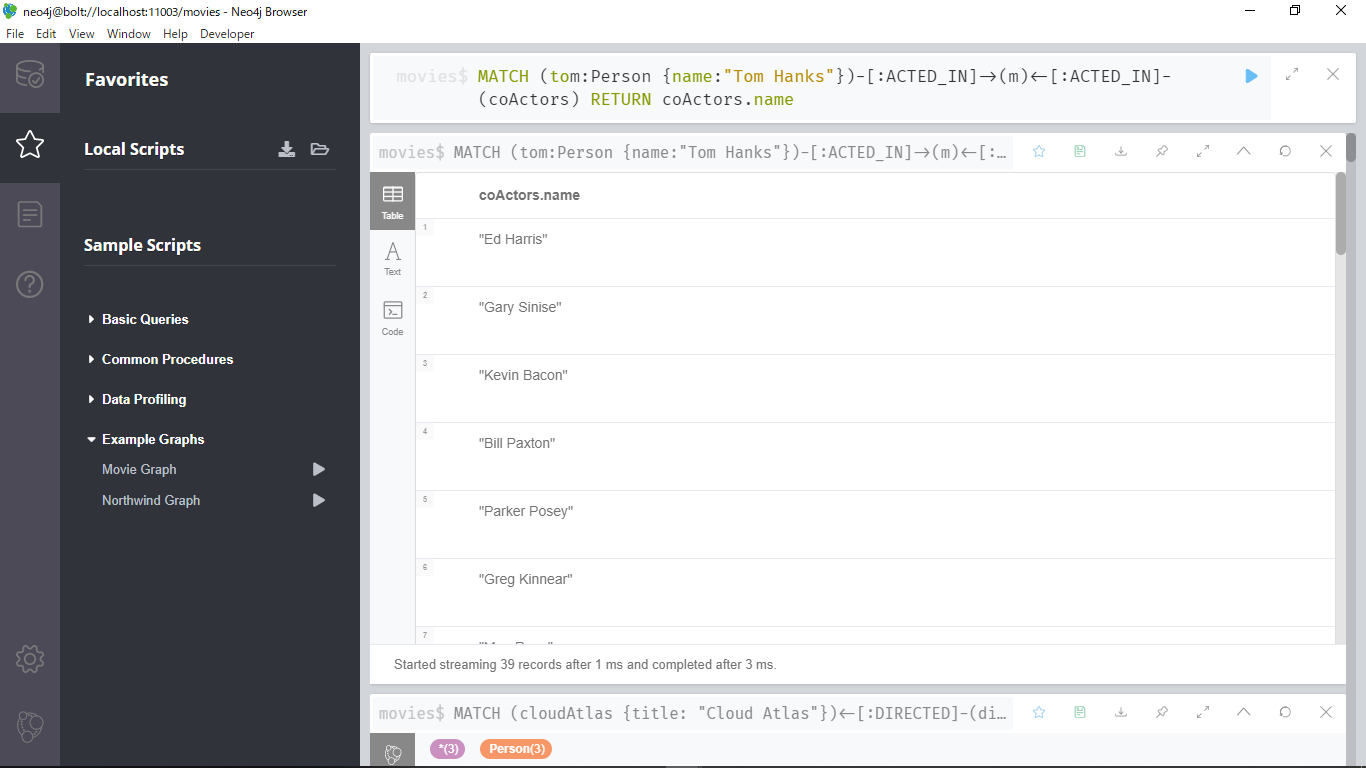 neo4j@bolt://localhost:11003/movies - Neo4j Browser
File Edit View Window Help Developer
Favorites
Local Scripts
Sample Scripts
Basic Queries
Common Procedures
Data Profiling
Example Graphs
Movie Graph
Northwind Graph
movies$ MATCH (tom:Person {name:"Tom Hanks"})-[:ACTED_IN]→(m)←[:ACTED_IN]-
(coActors) RETURN coActors.name
movies$ MATCH (tom:Person {name:"Tom Hanks"})-[:ACTED_IN]→(m)←[:...
Table
Text
Code
coActors.name
1 "Ed Harris"
2 "Gary Sinise"
3 "Kevin Bacon"
4 "Bill Paxton"
5 "Parker Posey"
6 "Greg Kinnear"
7
Started streaming 39 records after 1 ms and completed after 3 ms.
movies$ MATCH (cloudAtlas {title: "Cloud Atlas"})←[:DIRECTED]-(di...
*(3) Person(3)